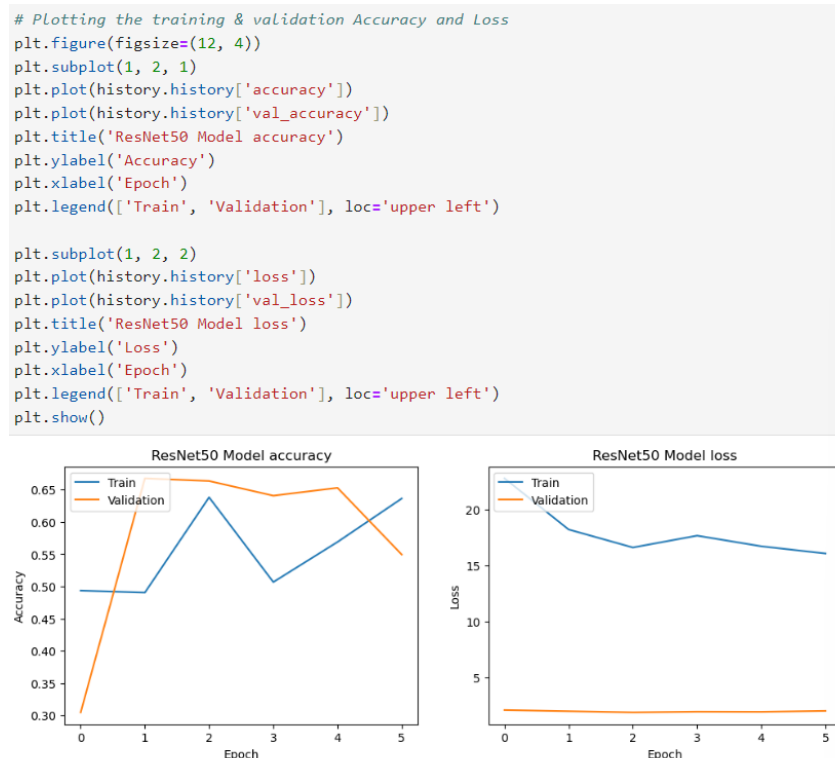 # Plotting the training & validation Accuracy and Loss
plt.figure(figsize=(12, 4))
plt.subplot(1, 2, 1)
plt.plot(history.history['accuracy'])
plt.plot(history.history['val_accuracy'])
plt.title('ResNet50 Model accuracy')
plt.ylabel('Accuracy')
plt.xlabel('Epoch')
plt.legend(['Train', 'Validation'], loc='upper left')

plt.subplot(1, 2, 2)
plt.plot(history.history['loss'])
plt.plot(history.history['val_loss'])
plt.title('ResNet50 Model loss')
plt.ylabel('Loss')
plt.xlabel('Epoch')
plt.legend(['Train', 'Validation'], loc='upper left')
plt.show()
ResNet50 Model accuracy
Train
Validation
0.65
0.60
0.55
0.50
0.45
0.40
0.35
0.30
Accuracy
0 1 2 3 4 5
Epoch
ResNet50 Model loss
Train
Validation
20
15
10
5
Loss
0 1 2 3 4 5
Epoch